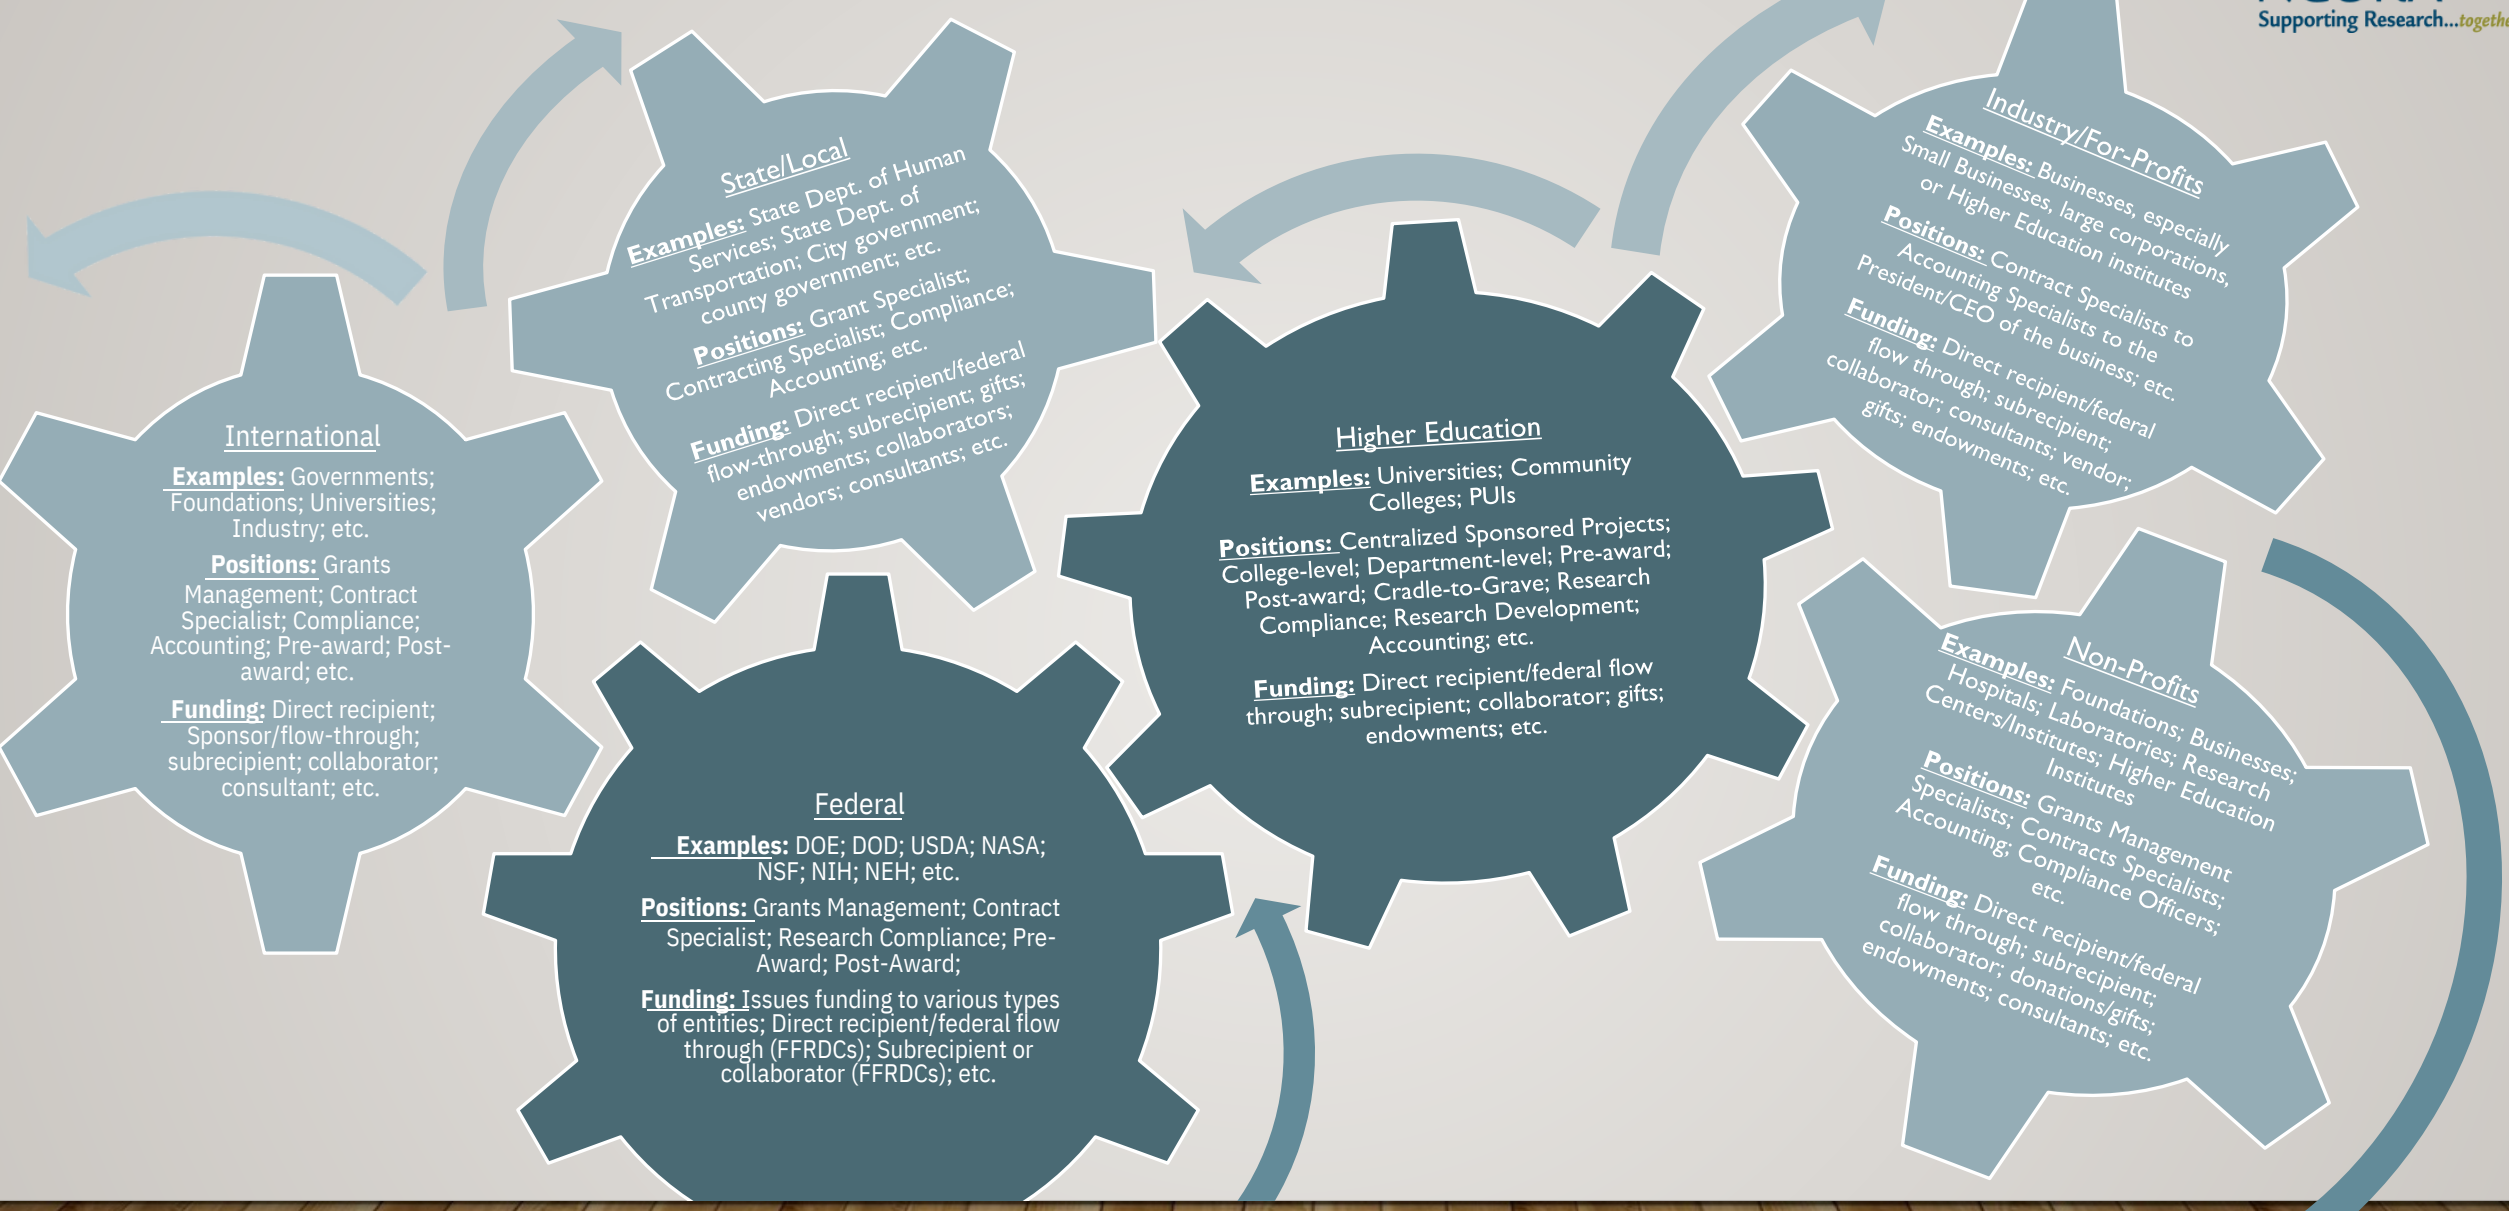 Supporting Research...
International
Examples: Governments;
Foundations; Universities;
Industry; etc.
Positions: Grants
Management; Contract
Specialist; Compliance;
Accounting; Pre-award; Post-
award; etc.
Funding: Direct recipient;
Sponsor/flow-through;
subrecipient; collaborator;
consultant; etc.
State/Local
Examples: State Dept. of Human
Services; State Dept. of
Transportation; City government;
county government; etc.
Positions: Grant Specialist;
Contracting Specialist; Compliance;
Accounting; etc.
Funding: Direct recipient/federal
flow-through; subrecipient; gifts;
endowments; collaborators;
vendors; consultants; etc.
Federal
Examples: DOE; DOD; USDA; NASA;
NSF; NIH; NEH; etc.
Positions: Grants Management; Contract
Specialist; Research Compliance; Pre-
Award; Post-Award;
Funding: Issues funding to various types
of entities; Direct recipient/federal flow
through (FFRDCs); Subrecipient or
collaborator (FFRDCs); etc.
Higher Education
Examples: Universities; Community
Colleges; PUIs
Positions: Centralized Sponsored Projects;
College-level; Department-level; Pre-award;
Post-award; Cradle-to-Grave; Research
Compliance; Research Development;
Accounting; etc.
Funding: Direct recipient/federal flow
through; subrecipient; collaborator; gifts;
endowments; etc.
Industry/For-Profits
Examples: Businesses, especially
Small Businesses, large corporations,
or Higher Education institutes
Positions: Contract Specialists to
Accounting Specialists to the
President/CEO of the business; etc.
Funding: Direct recipient/federal
flow through; subrecipient;
collaborator; consultants; vendor;
gifts; endowments; etc.
Non-Profits
Examples: Foundations; Businesses;
Hospitals; Laboratories; Research
Centers/Institutes; Higher Education
Institutes
Positions: Grants Management
Specialists; Contracts Specialists;
Accounting; Compliance Officers;
etc.
Funding: Direct recipient/federal
flow through; subrecipient;
collaborator; donations/gifts;
endowments; consultants; etc.